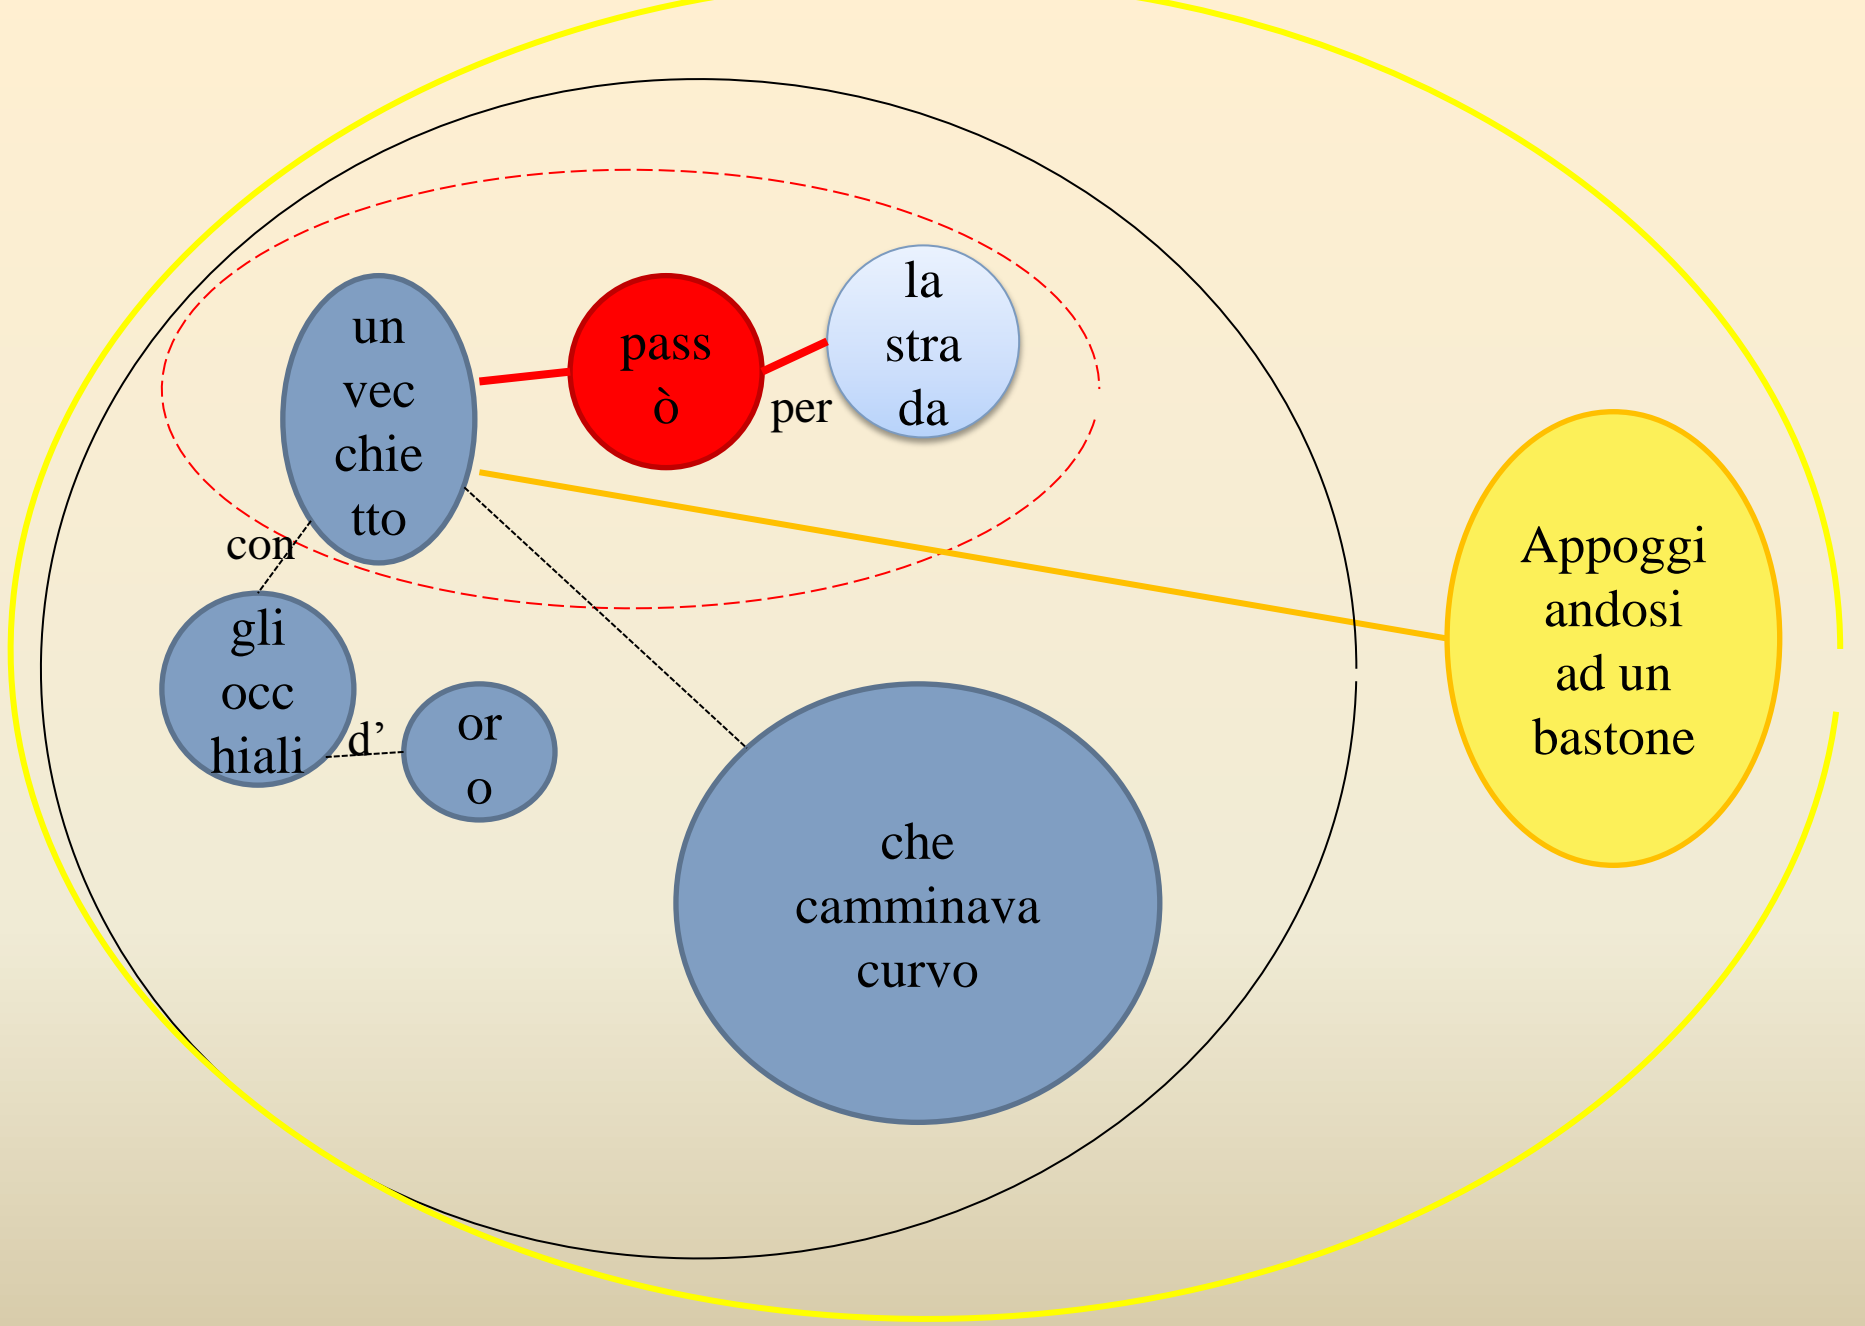 un
vec
chie
tto
pass
ò
per
la
stra
da
con
gli
occ
hiali
d’
or
o
che
camminava
curvo
Appoggi
andosi
ad un
bastone